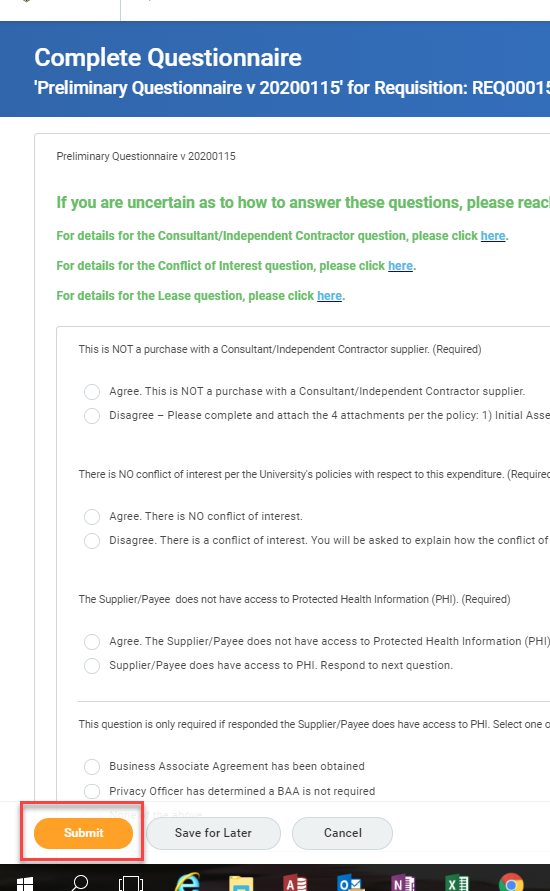 Complete Questionnaire
'Preliminary Questionnaire v 20200115' for Requisition: REQ00015
Preliminary Questionnaire v 20200115
If you are uncertain as to how to answer these questions, please reac
For details for the Consultant/Independent Contractor question, please click here.
For details for the Conflict of Interest question, please click here.
For details for the Lease question, please click here.
This is NOT a purchase with a Consultant/Independent Contractor supplier. (Required)
Agree. This is NOT a purchase with a Consultant/Independent Contractor supplier.
Disagree – Please complete and attach the 4 attachments per the policy: 1) Initial Asse
There is NO conflict of interest per the University's policies with respect to this expenditure. (Required
Agree. There is NO conflict of interest.
Disagree. There is a conflict of interest. You will be asked to explain how the conflict of
The Supplier/Payee does not have access to Protected Health Information (PHI). (Required)
Agree. The Supplier/Payee does not have access to Protected Health Information (PHI)
Supplier/Payee does have access to PHI. Respond to next question.
This question is only required if responded the Supplier/Payee does have access to PHI. Select one o
Business Associate Agreement has been obtained
Privacy Officer has determined a BAA is not required
None of the above
Submit Save for Later Cancel